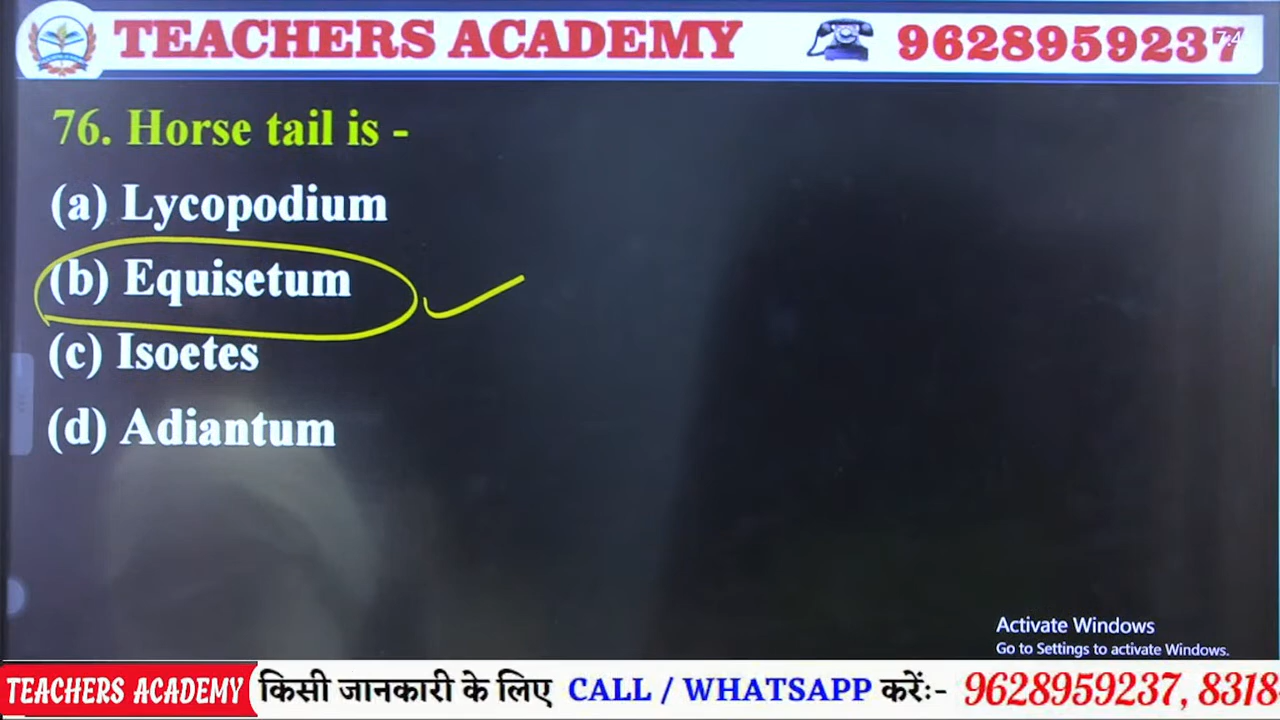 TEACHERS ACADEMY 9628959237
76. Horse tail is -
(a) Lycopodium
(b) Equisetum
(c) Isoetes
(d) Adiantum
Activate Windows
Go to Settings to activate Windows.
TEACHERS ACADEMY किसी जानकारी के लिए CALL / WHATSAPP करेंः- 9628959237, 8318